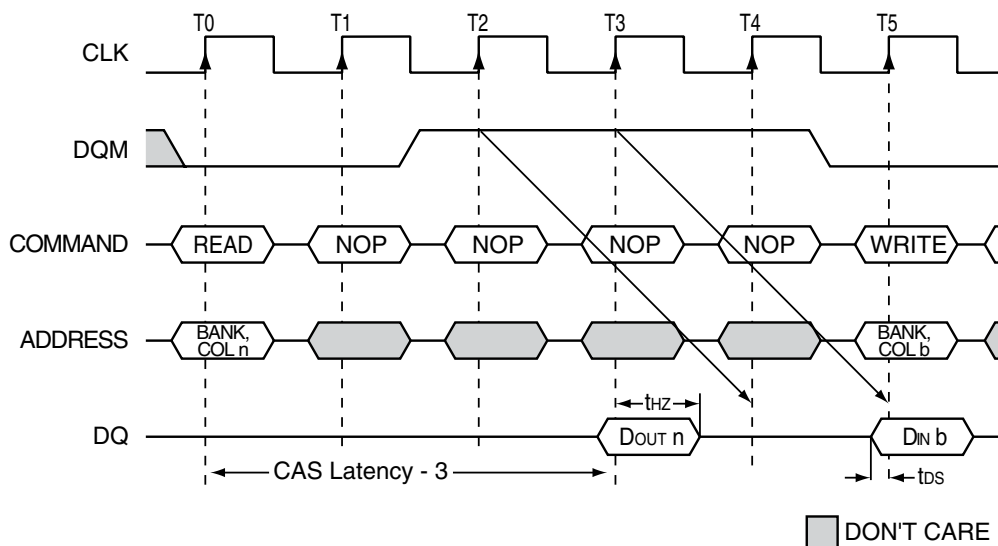 T0 T1 T2 T3 T4 T5
CLK
DQM
COMMAND READ NOP NOP NOP NOP WRITE
ADDRESS BANK, COL n BANK, COL b
tHZ
DQ DOUT n DIN b
CAS Latency - 3 tDS
DON'T CARE